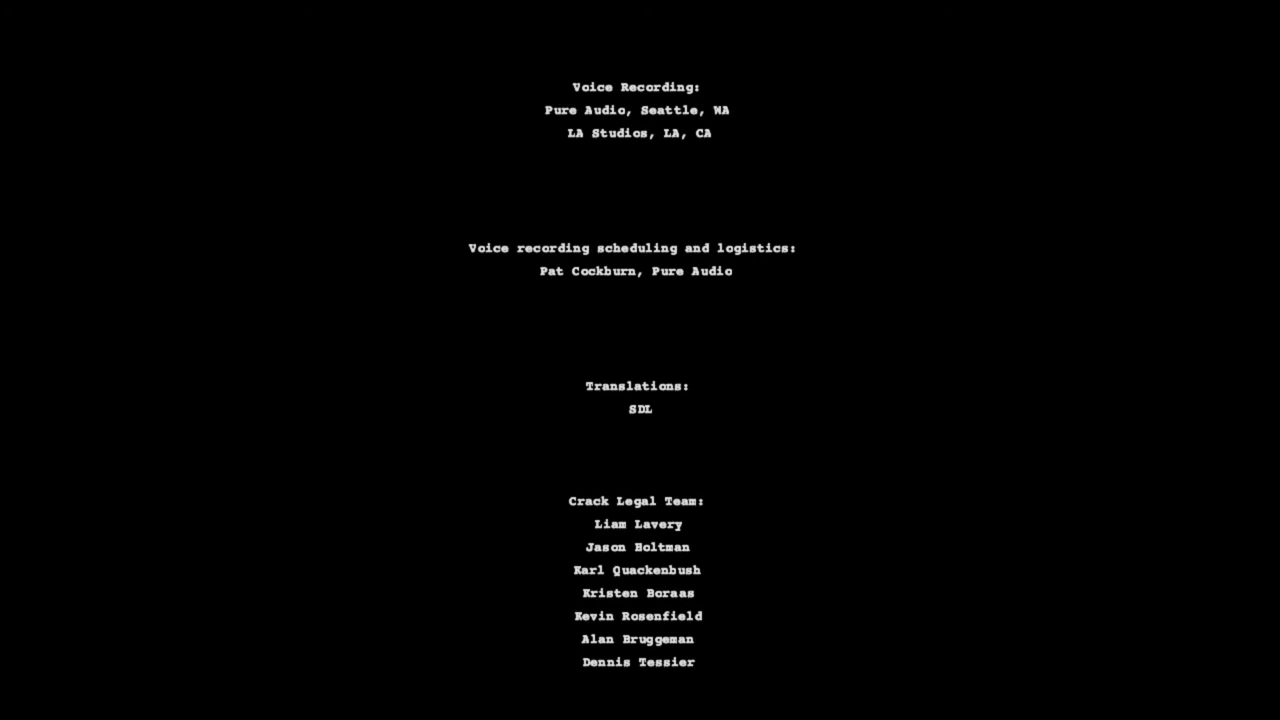 Voice Recording:
Pure Audio, Seattle, WA
LA Studios, LA, CA
Voice recording scheduling and logistics:
Pat Cockburn, Pure Audio
Translations:
SDL
Crack Legal Team:
Liam Lavery
Jason Holtman
Karl Quackenbush
Kristen Boraas
Kevin Rosenfield
Alan Bruggeman
Dennis Tessier